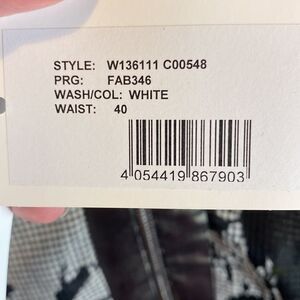 STYLE: W136111 C00548
PRG: FAB346
WASH/COL: WHITE
WAIST: 40
4 054419 867903